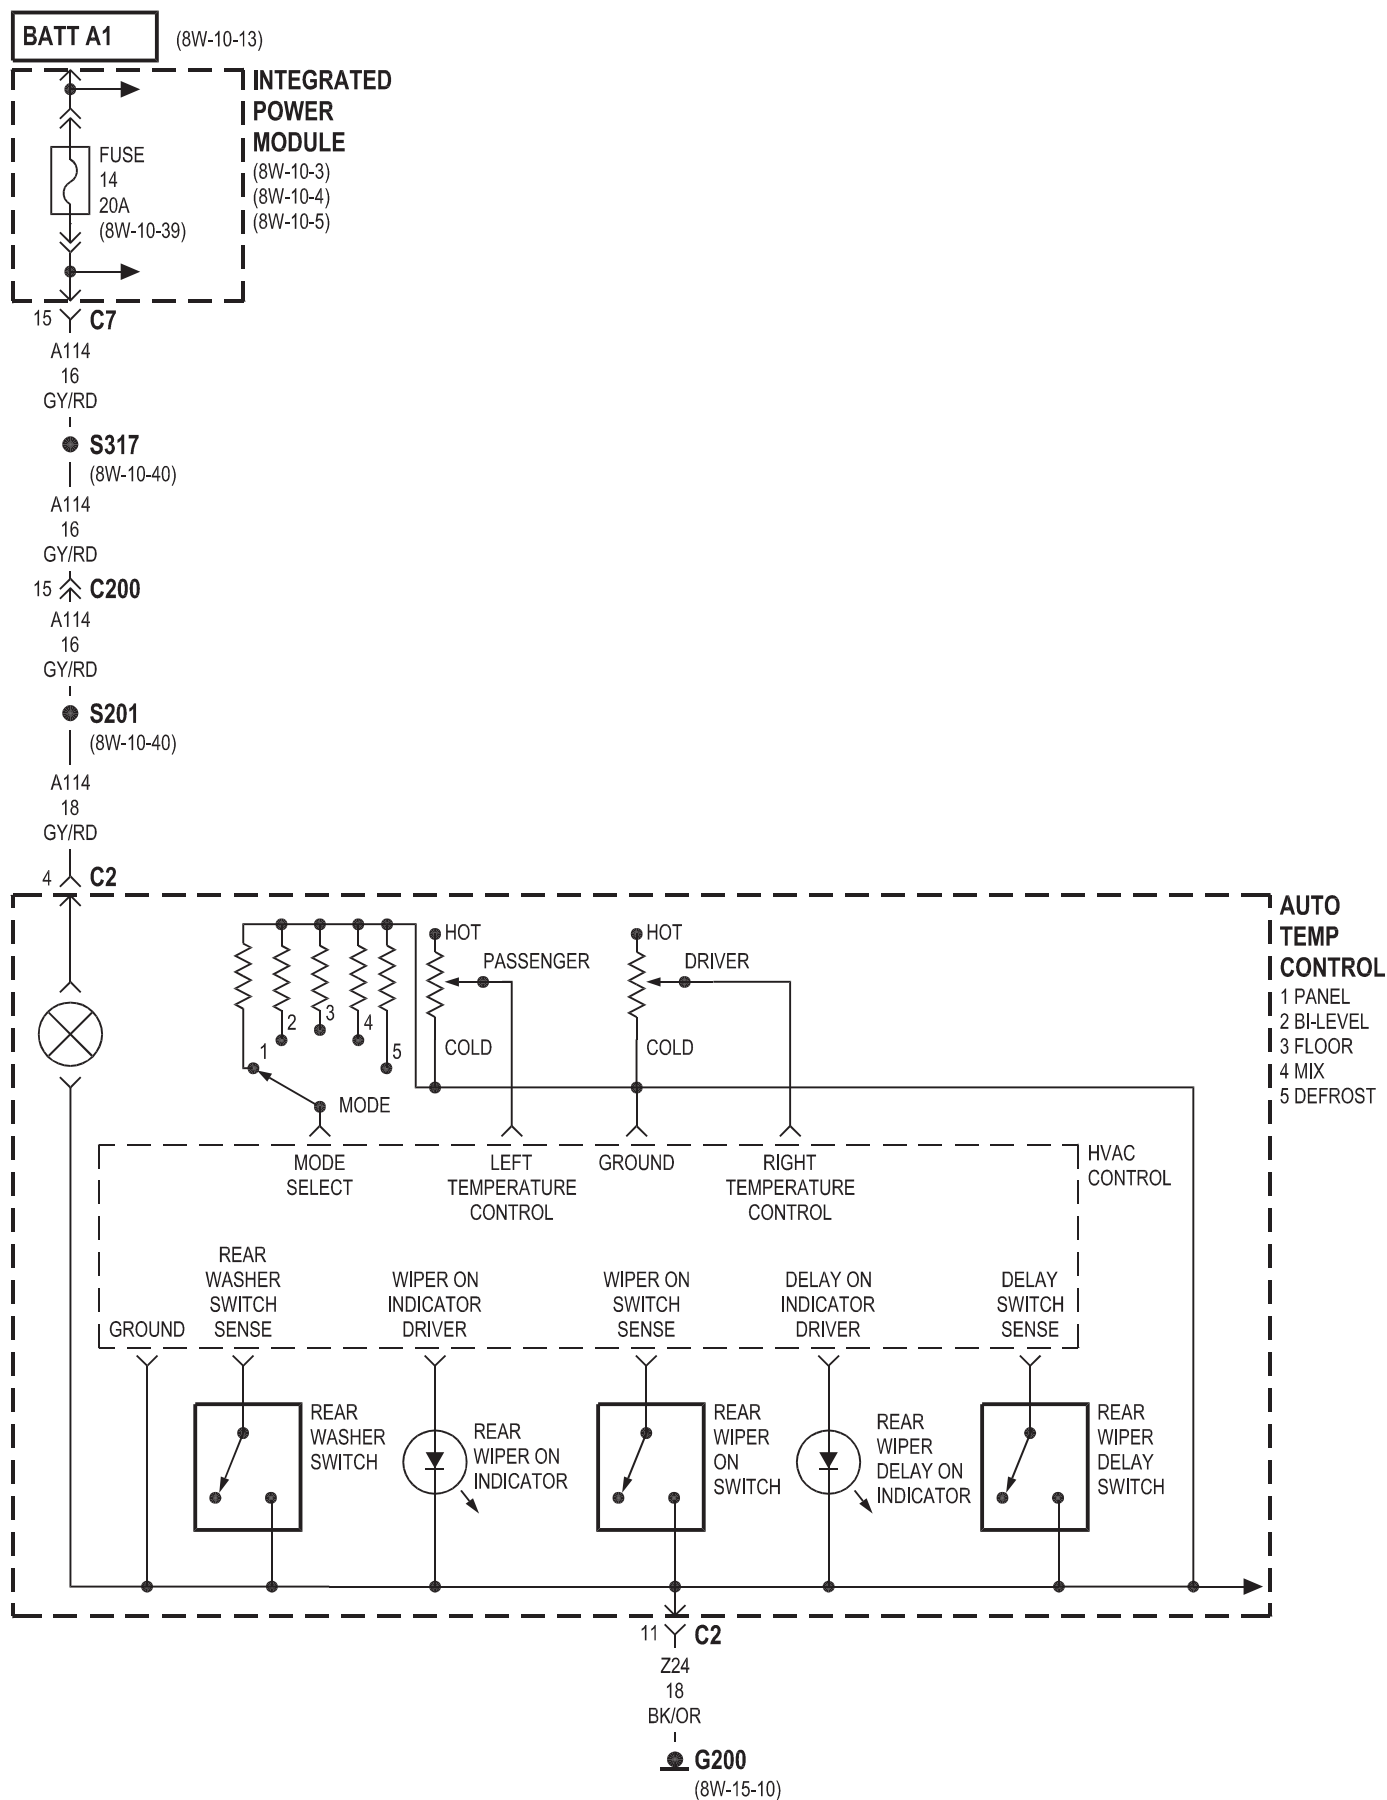 BATT A1
(8W-10-13)
INTEGRATED
POWER
MODULE
(8W-10-3)
(8W-10-4)
(8W-10-5)
FUSE
14
20A
(8W-10-39)
15
C7
A114
16
GY/RD
S317
(8W-10-40)
A114
16
GY/RD
15
C200
A114
16
GY/RD
S201
(8W-10-40)
A114
18
GY/RD
4
C2
AUTO
TEMP
CONTROL
1 PANEL
2 BI-LEVEL
3 FLOOR
4 MIX
5 DEFROST
HOT
PASSENGER
COLD
HOT
DRIVER
COLD
1
2
3
4
5
MODE
HVAC
CONTROL
MODE
SELECT
LEFT
TEMPERATURE
CONTROL
GROUND
RIGHT
TEMPERATURE
CONTROL
GROUND
REAR
WASHER
SWITCH
SENSE
WIPER ON
INDICATOR
DRIVER
WIPER ON
SWITCH
SENSE
DELAY ON
INDICATOR
DRIVER
DELAY
SWITCH
SENSE
REAR
WASHER
SWITCH
REAR
WIPER ON
INDICATOR
REAR
WIPER
ON
SWITCH
REAR
WIPER
DELAY ON
INDICATOR
REAR
WIPER
DELAY
SWITCH
11
C2
Z24
18
BK/OR
G200
(8W-15-10)